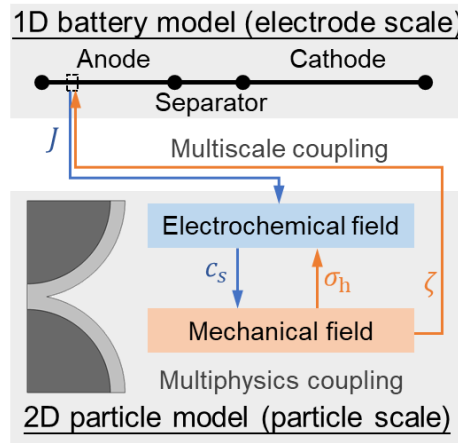 1D battery model (electrode scale)
Anode
Cathode
Separator
J
Multiscale coupling
Electrochemical field
c_s
σ_h
ζ
Mechanical field
Multiphysics coupling
2D particle model (particle scale)